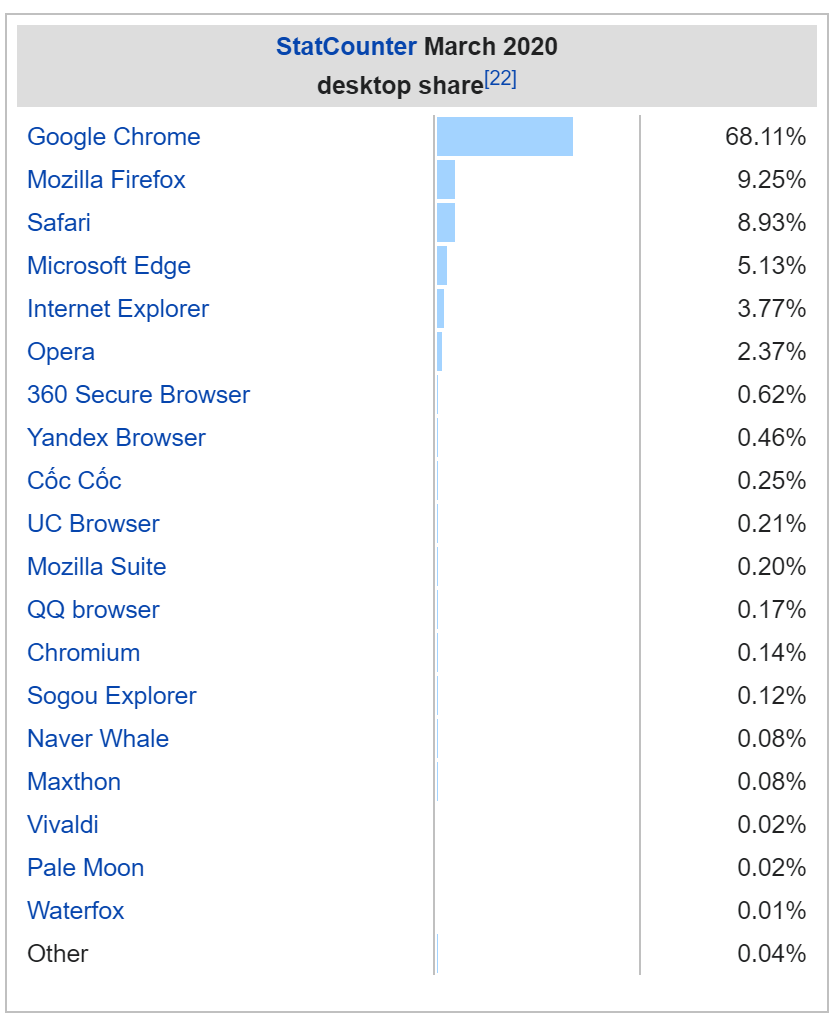 StatCounter March 2020
desktop share[22]
Google Chrome 68.11%
Mozilla Firefox 9.25%
Safari 8.93%
Microsoft Edge 5.13%
Internet Explorer 3.77%
Opera 2.37%
360 Secure Browser 0.62%
Yandex Browser 0.46%
Cốc Cốc 0.25%
UC Browser 0.21%
Mozilla Suite 0.20%
QQ browser 0.17%
Chromium 0.14%
Sogou Explorer 0.12%
Naver Whale 0.08%
Maxthon 0.08%
Vivaldi 0.02%
Pale Moon 0.02%
Waterfox 0.01%
Other 0.04%